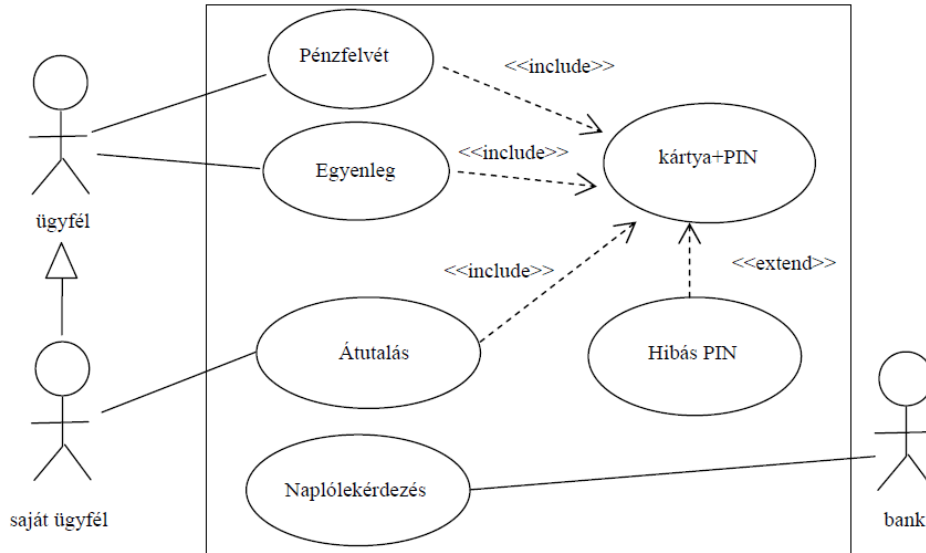 Pénzfelvét
<<include>>
Egyenleg
<<include>>
kártya+PIN
ügyfél
<<include>>
<<extend>>
Átutalás
Hibás PIN
Naplólekérdezés
saját ügyfél
bank